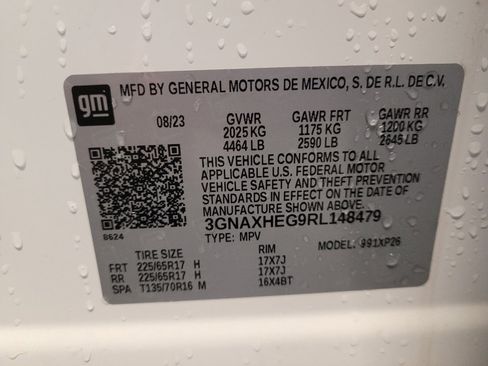 gm
MFD BY GENERAL MOTORS DE MEXICO, S. DE R.L. DE C.V.
08/23 GVWR GAWR FRT GAWR RR
2025 KG 1175 KG 1200 KG
4464 LB 2590 LB 2645 LB
THIS VEHICLE CONFORMS TO ALL
APPLICABLE U.S. FEDERAL MOTOR
VEHICLE SAFETY AND THEFT PREVENTION
STANDARDS IN EFFECT ON THE DATE OF
MANUFACTURE SHOWN ABOVE.
8624 3GNAXHEG9RL148479
TYPE: MPV MODEL: 991XP26
TIRE SIZE RIM
FRT 225/65R17 H 17X7J
RR 225/65R17 H 17X7J
SPA T135/70R16 M 16X4BT